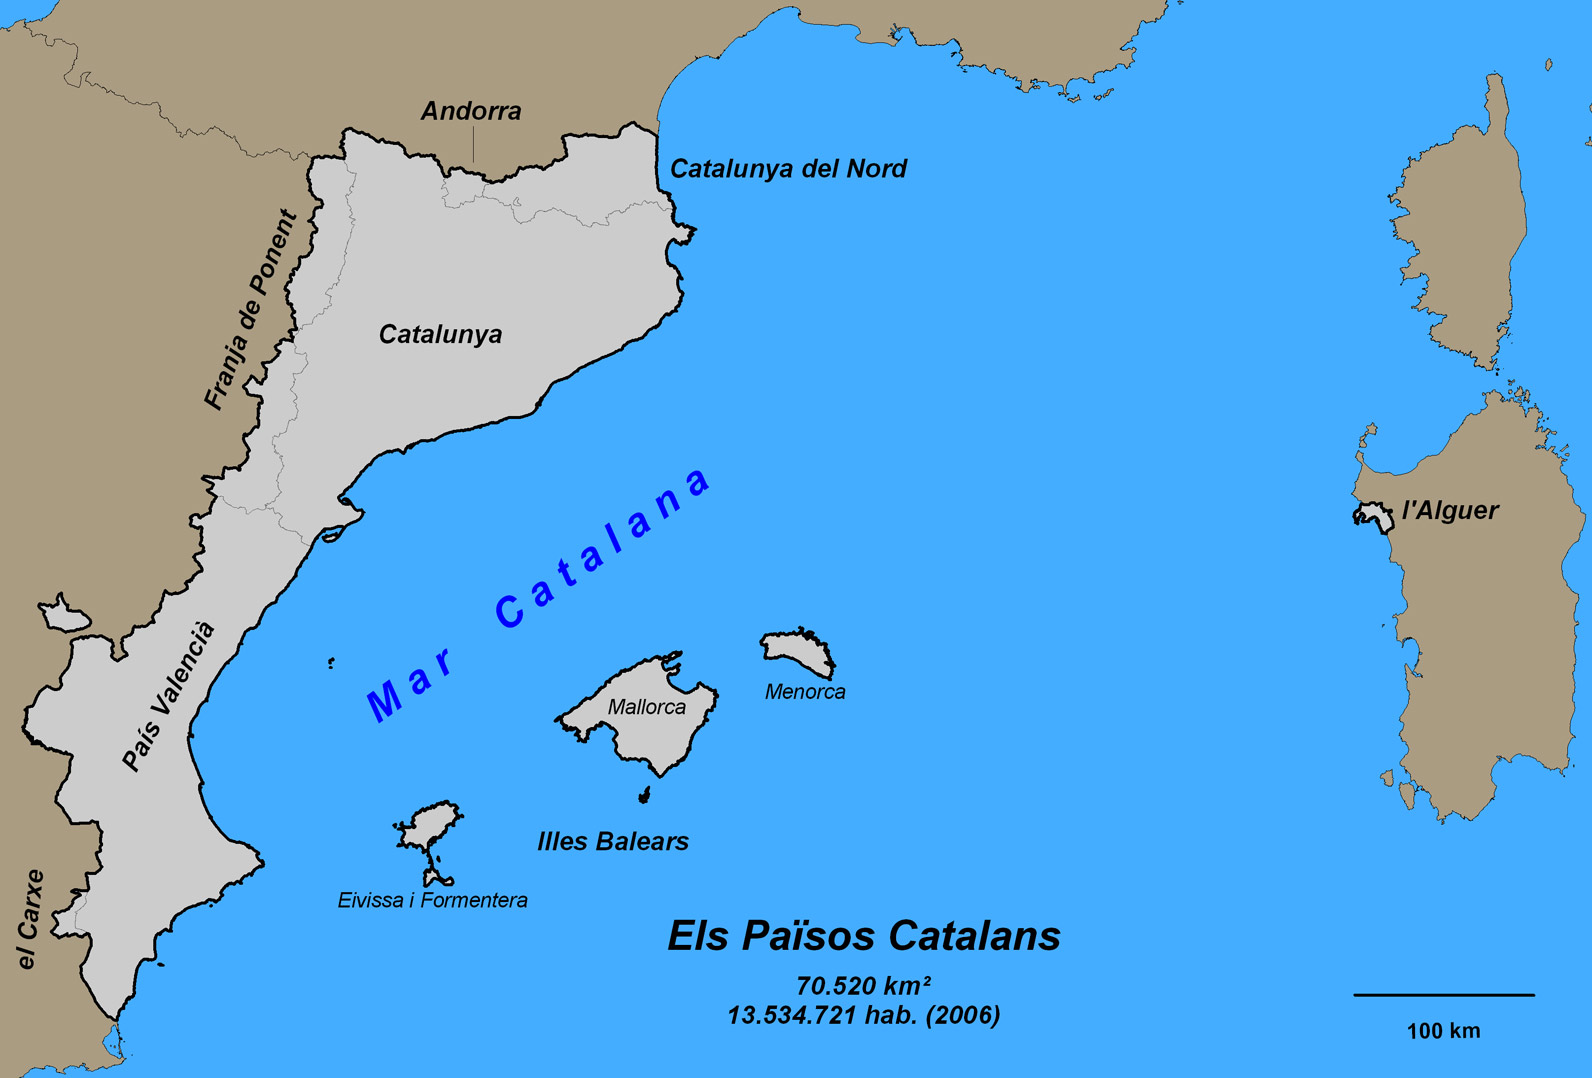 Andorra
Catalunya del Nord
Franja de Ponent
Catalunya
Mar Catalana
l'Alguer
País Valencià
Menorca
Mallorca
Illes Balears
Eivissa i Formentera
el Carxe
Els Països Catalans
70.520 km²
13.534.721 hab. (2006)
100 km